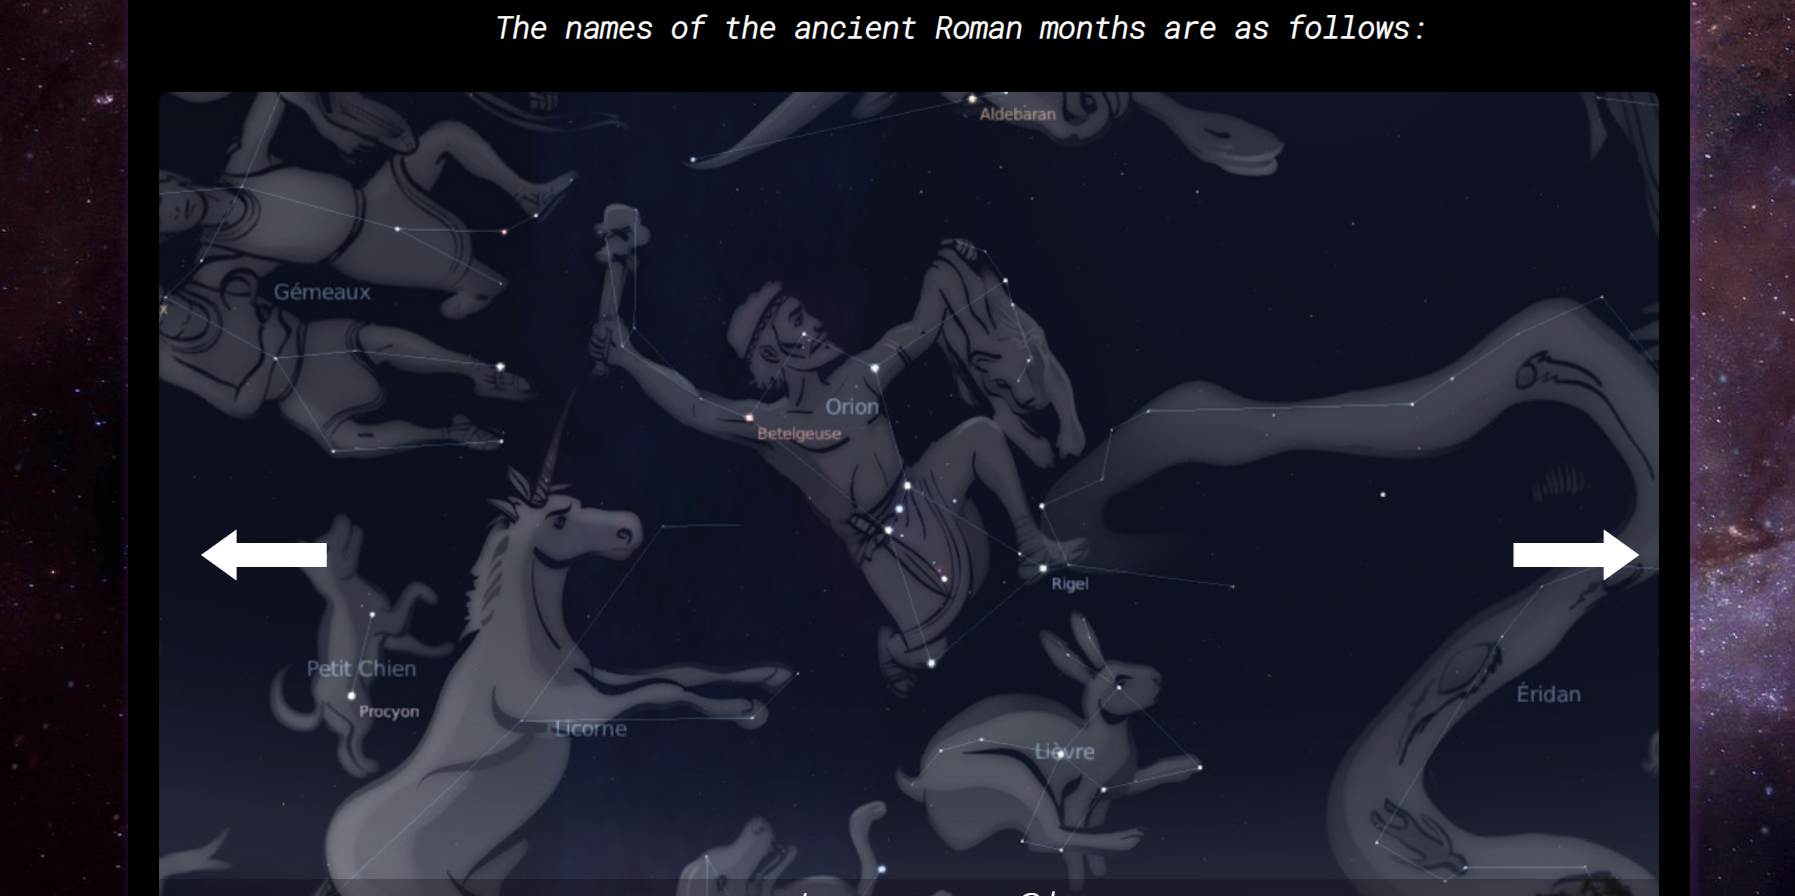 The names of the ancient Roman months are as follows:
Aldebaran
Gémeaux
x
Orion
Betelgeuse
Rigel
Petit Chien
Procyon
Licorne
Lièvre
Éridan